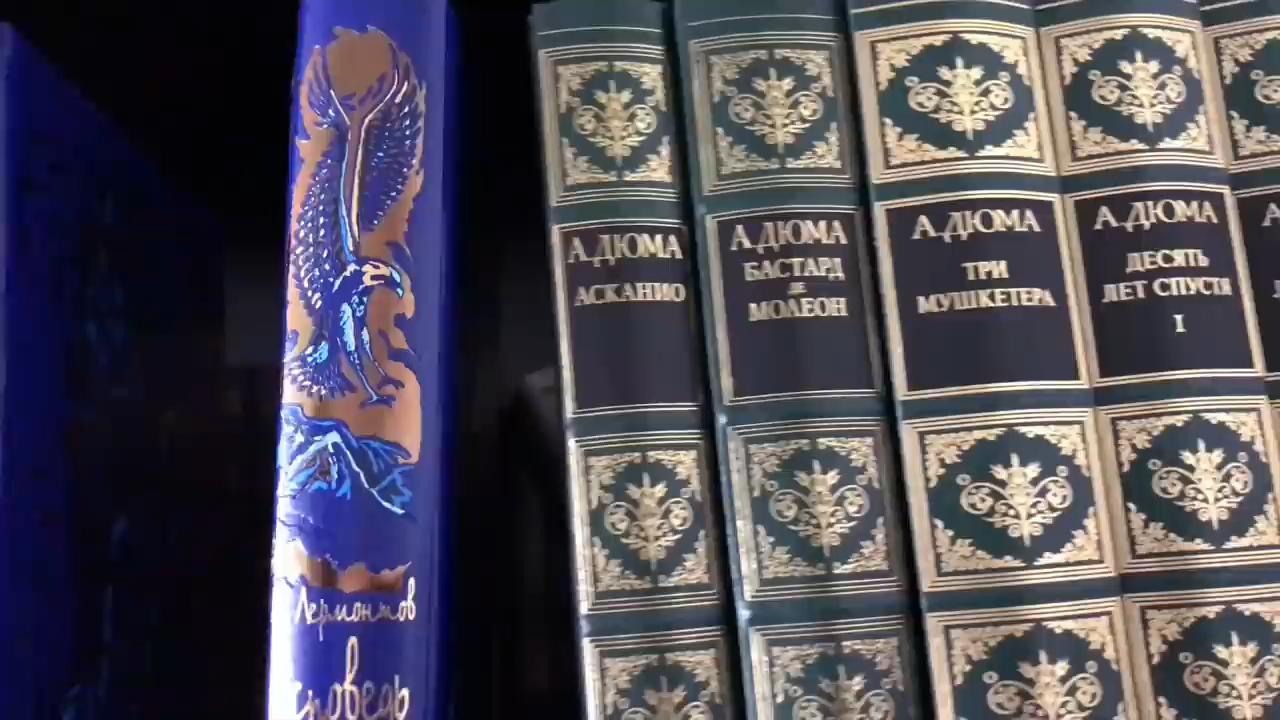 Лермонтов
А. ДЮМА
АСКАНИО
А. ДЮМА
БАСТАРД
ДЕ
МОЛЕОН
А. ДЮМА
ТРИ
МУШКЕТЕРА
А. ДЮМА
ДЕСЯТЬ
ЛЕТ СПУСТЯ
I